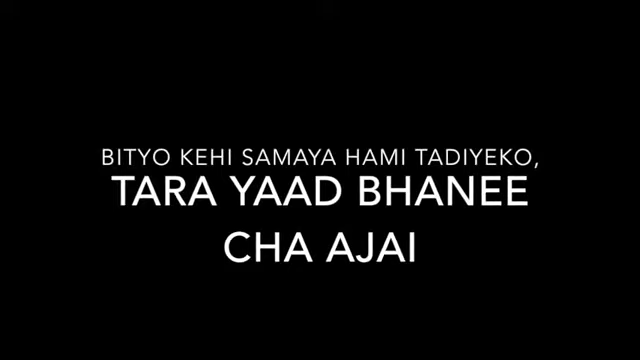 BITYO KEHI SAMAYA HAMI TADIYEKO,
TARA YAAD BHANEE
CHA AJAI